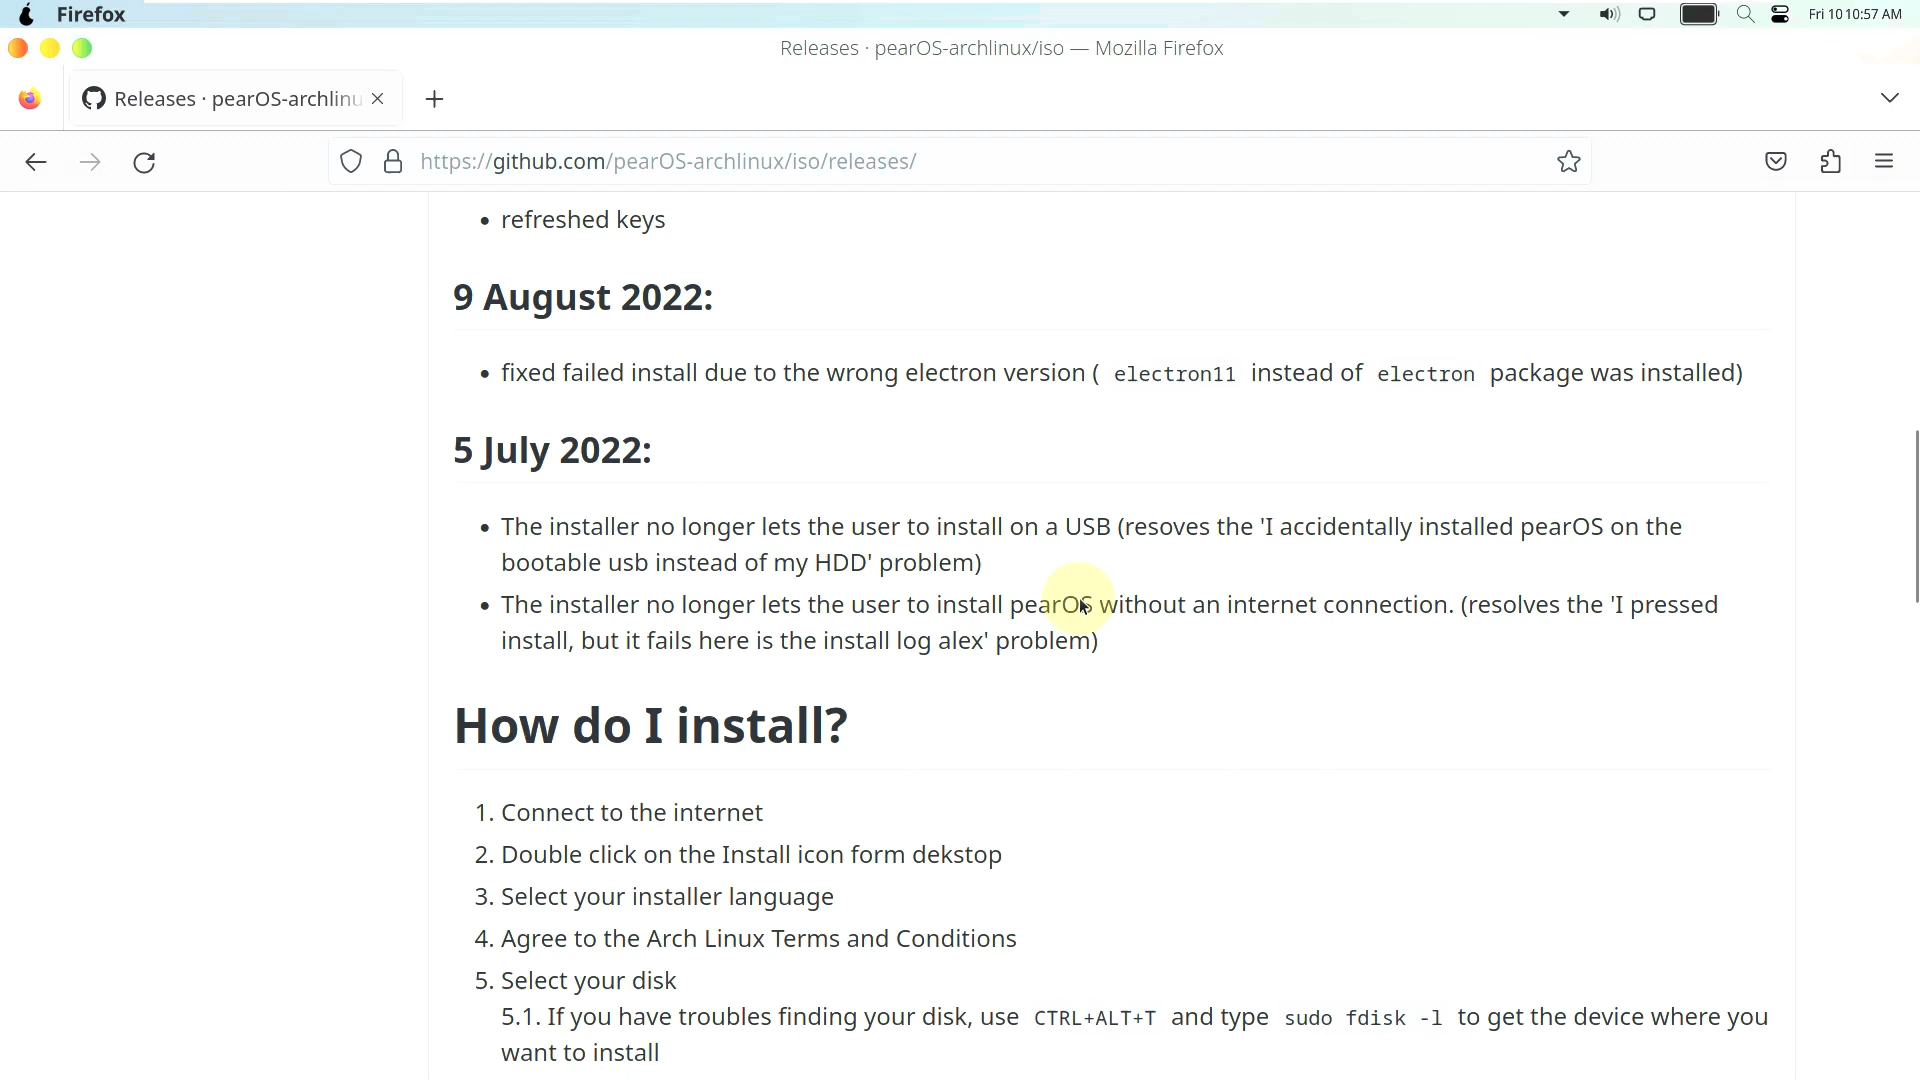 Firefox
Fri 10 10:57 AM
Releases · pearOS-archlinux/iso — Mozilla Firefox
Releases · pearOS-archlinu
https://github.com/pearOS-archlinux/iso/releases/
• refreshed keys
9 August 2022:
• fixed failed install due to the wrong electron version ( electron11 instead of electron package was installed)
5 July 2022:
• The installer no longer lets the user to install on a USB (resoves the 'I accidentally installed pearOS on the
bootable usb instead of my HDD' problem)
• The installer no longer lets the user to install pearOS without an internet connection. (resolves the 'I pressed
install, but it fails here is the install log alex' problem)
How do I install?
1. Connect to the internet
2. Double click on the Install icon form dekstop
3. Select your installer language
4. Agree to the Arch Linux Terms and Conditions
5. Select your disk
5.1. If you have troubles finding your disk, use CTRL+ALT+T and type sudo fdisk -l to get the device where you
want to install